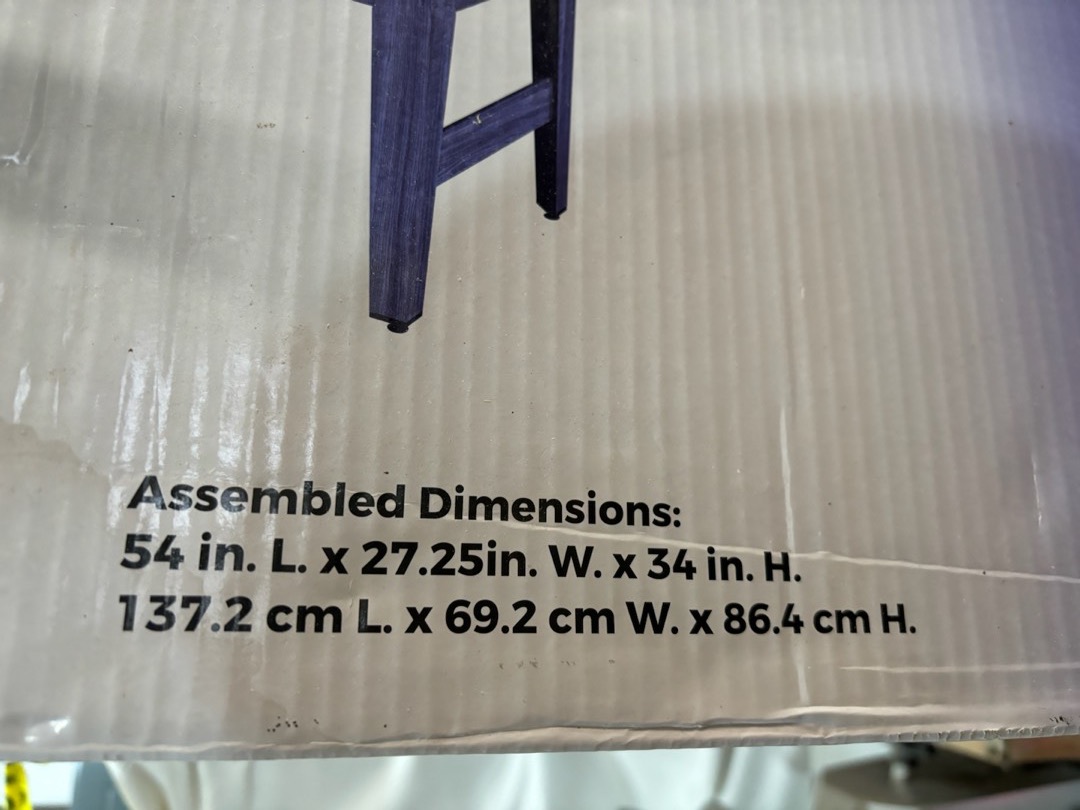 Assembled Dimensions:
54 in. L. x 27.25in. W. x 34 in. H.
137.2 cm L. x 69.2 cm W. x 86.4 cm H.